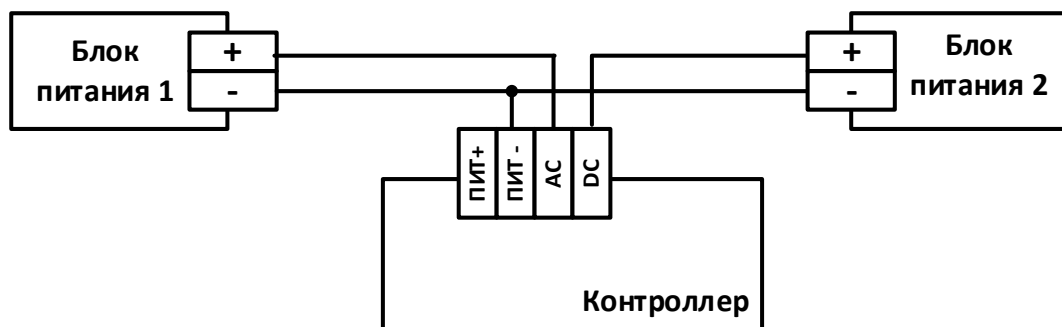 Блок
питания 1
+
-
Блок
питания 2
+
-
ПИТ+
ПИТ -
AC
DC
Контроллер